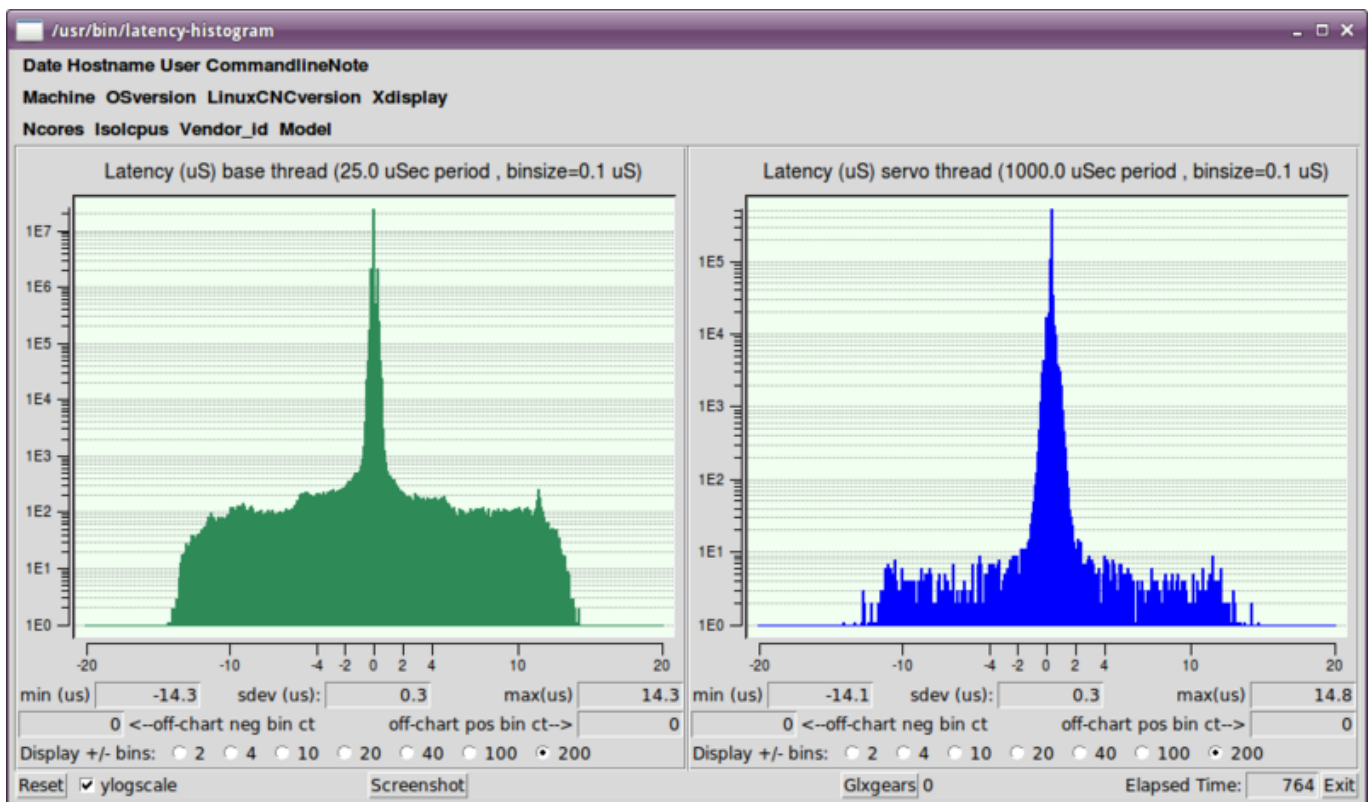 /usr/bin/latency-histogram
Date Hostname User CommandlineNote
Machine OSversion LinuxCNCversion Xdisplay
Ncores Isolcpus Vendor_id Model
Latency (uS) base thread (25.0 uSec period , binsize=0.1 uS)
1E7
1E6
1E5
1E4
1E3
1E2
1E1
1E0
-20 -10 -4 -2 0 2 4 10 20
min (us) -14.3 sdev (us): 0.3 max(us) 14.3
0 <--off-chart neg bin ct off-chart pos bin ct--> 0
Display +/- bins: 2 4 10 20 40 100 200
Latency (uS) servo thread (1000.0 uSec period , binsize=0.1 uS)
1E5
1E4
1E3
1E2
1E1
1E0
-20 -10 -4 -2 0 2 4 10 20
min (us) -14.1 sdev (us): 0.3 max(us) 14.8
0 <--off-chart neg bin ct off-chart pos bin ct--> 0
Display +/- bins: 2 4 10 20 40 100 200
Reset ylogscale Screenshot Glxgears 0 Elapsed Time: 764 Exit